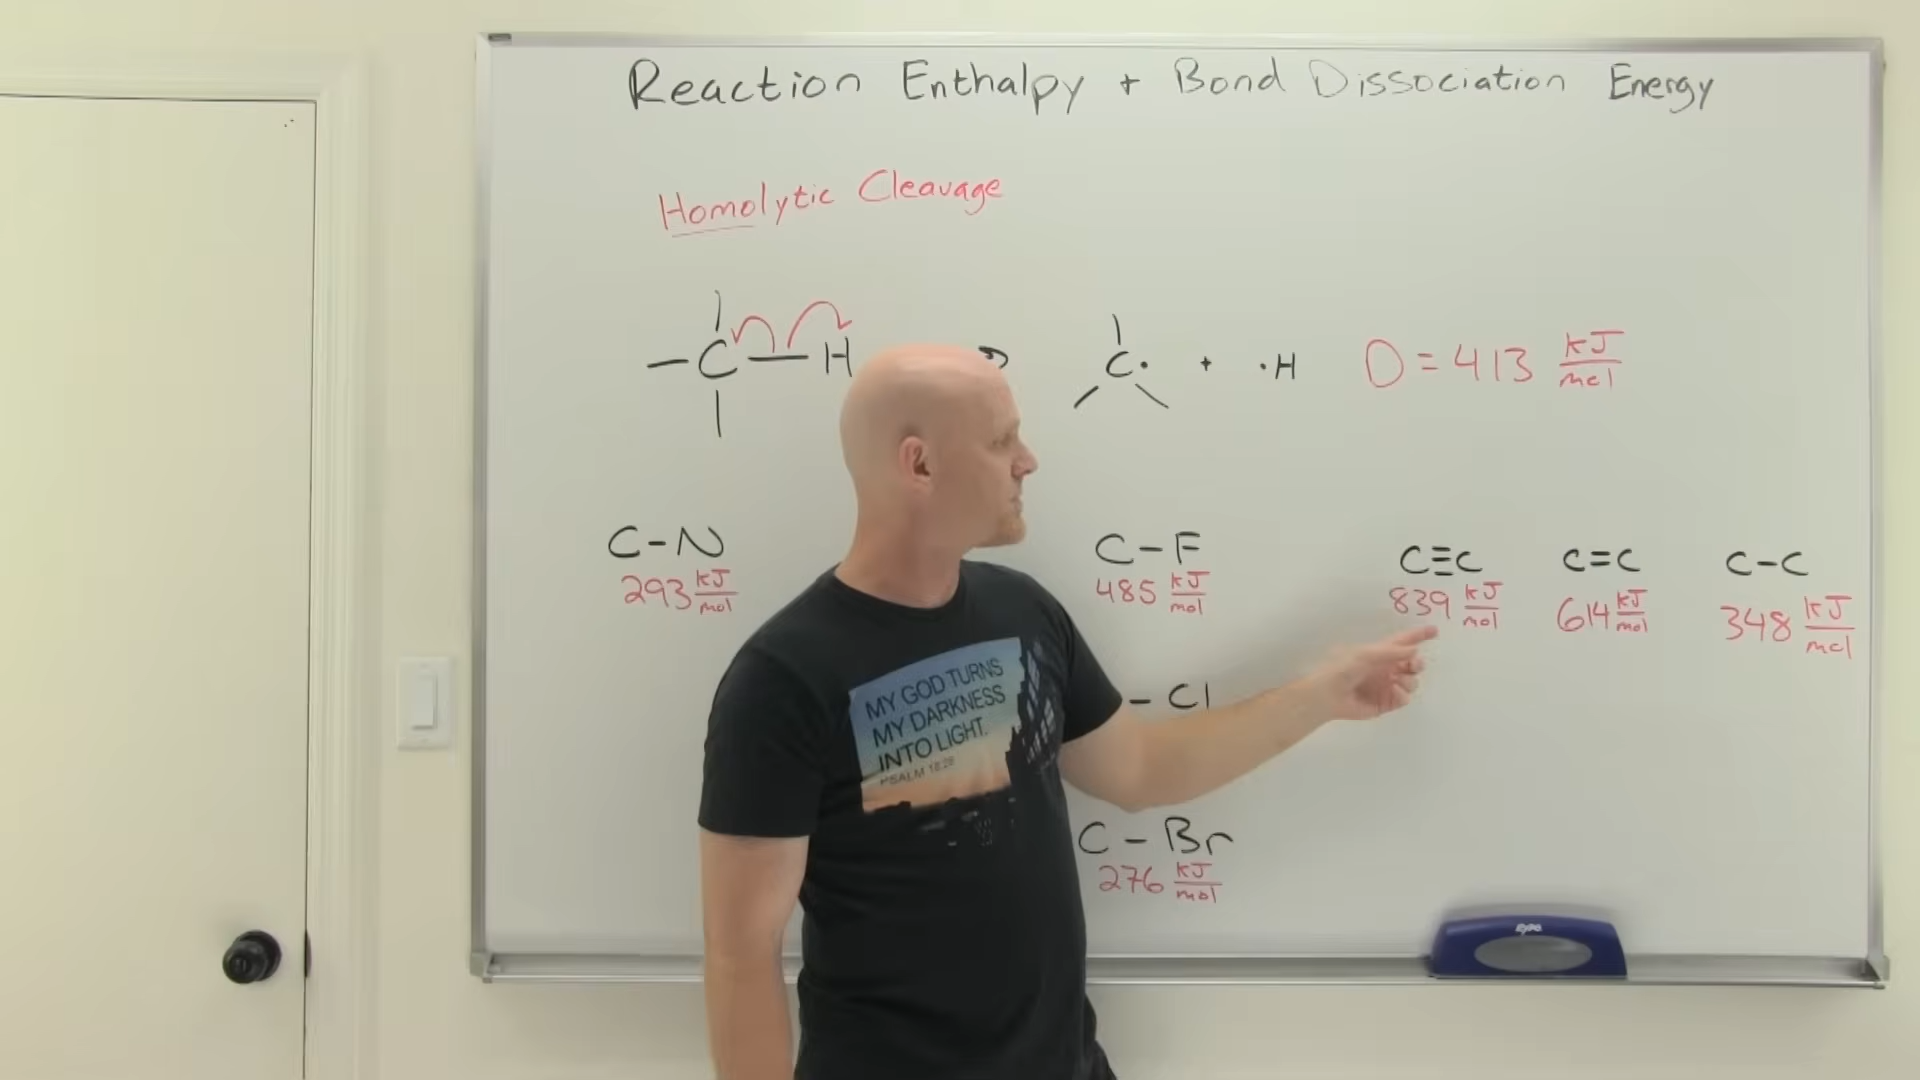 Reaction Enthalpy + Bond Dissociation Energy
Homolytic Cleavage
C — H
C· + ·H
D = 413 kJ/mol
C-N
293 kJ/mol
C-F
485 kJ/mol
C≡C
839 kJ/mol
C=C
614 kJ/mol
C-C
348 kJ/mol
- Cl
C - Br
276 kJ/mol
MY GOD TURNS
MY DARKNESS
INTO LIGHT.
PSALM 18:28
EXPO